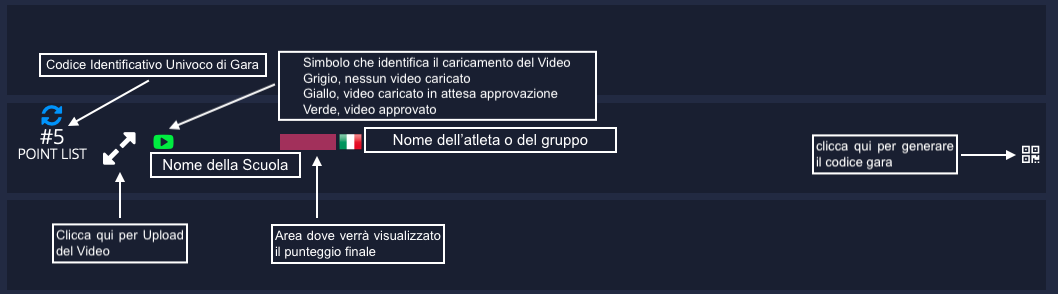 Codice Identificativo Univoco di Gara
Simbolo che identifica il caricamento del Video
Grigio, nessun video caricato
Giallo, video caricato in attesa approvazione
Verde, video approvato
#5
POINT LIST
Nome della Scuola
Nome dell'atleta o del gruppo
clicca qui per generare
il codice gara
Clicca qui per Upload
del Video
Area dove verrà visualizzato
il punteggio finale